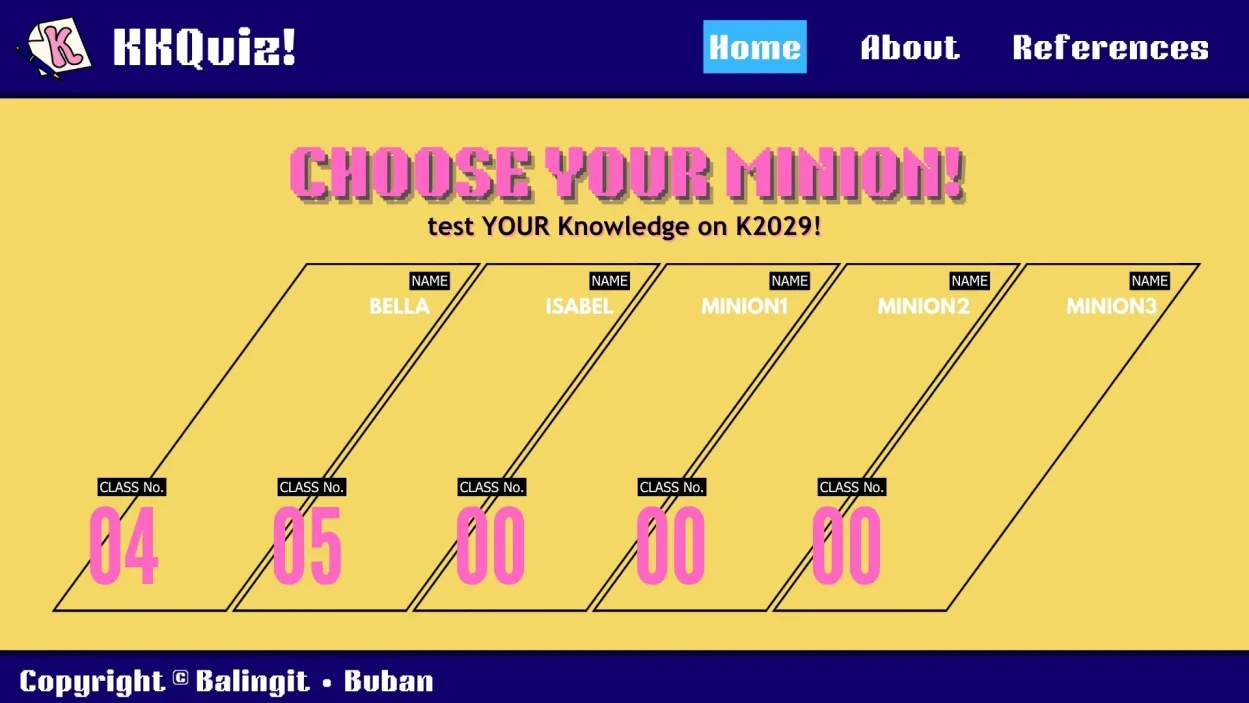 K KKQuiz! Home About References
CHOOSE YOUR MINION!
test YOUR Knowledge on K2029!
NAME NAME NAME NAME NAME
BELLA ISABEL MINION1 MINION2 MINION3
CLASS No. CLASS No. CLASS No. CLASS No. CLASS No.
04 05 00 00 00
Copyright © Balingit • Buban